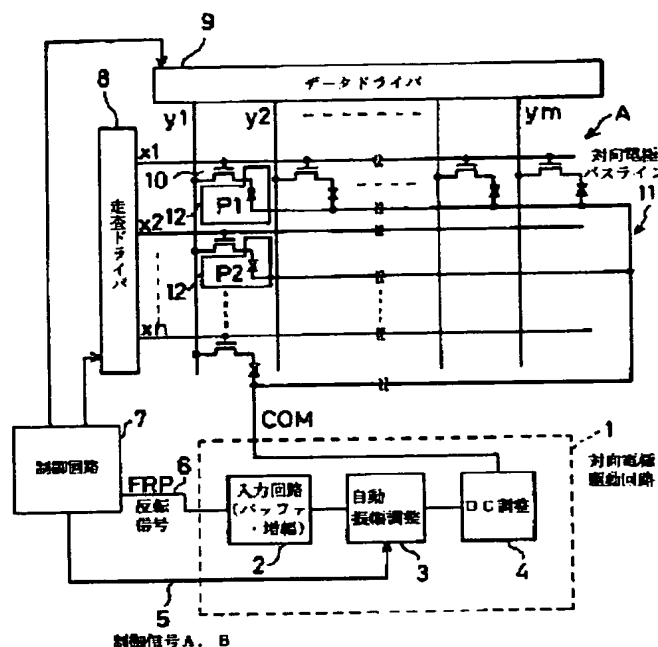 9
データドライバ
8
y1
y2
ym
A
x1
対向電極
バスライン
11
10
P1
12
走査ドライバ
x2
P2
12
xn
COM
7
1
対向電極
駆動回路
制御回路
FRP
6
反転
信号
入力回路
(バッファ
・増幅)
自動
振幅調整
DC調整
2
3
4
5
制御信号A, B